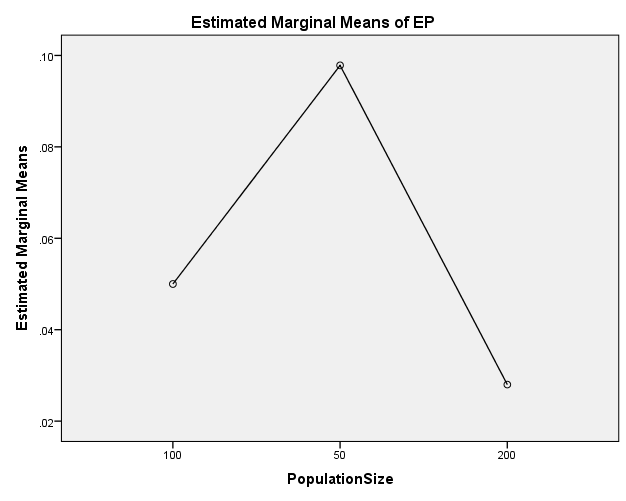 Estimated Marginal Means of EP
Estimated Marginal Means
.10
.08
.06
.04
.02
100 50 200
PopulationSize